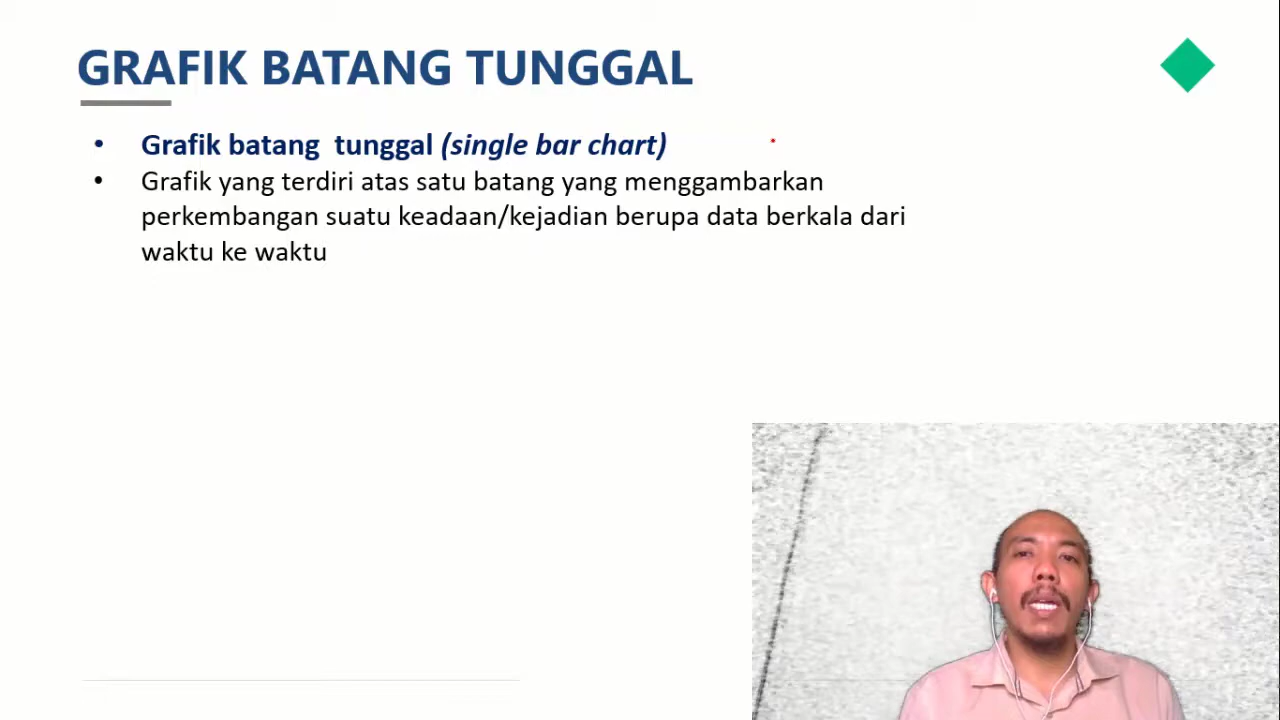 GRAFIK BATANG TUNGGAL
• Grafik batang tunggal (single bar chart)
• Grafik yang terdiri atas satu batang yang menggambarkan
perkembangan suatu keadaan/kejadian berupa data berkala dari
waktu ke waktu